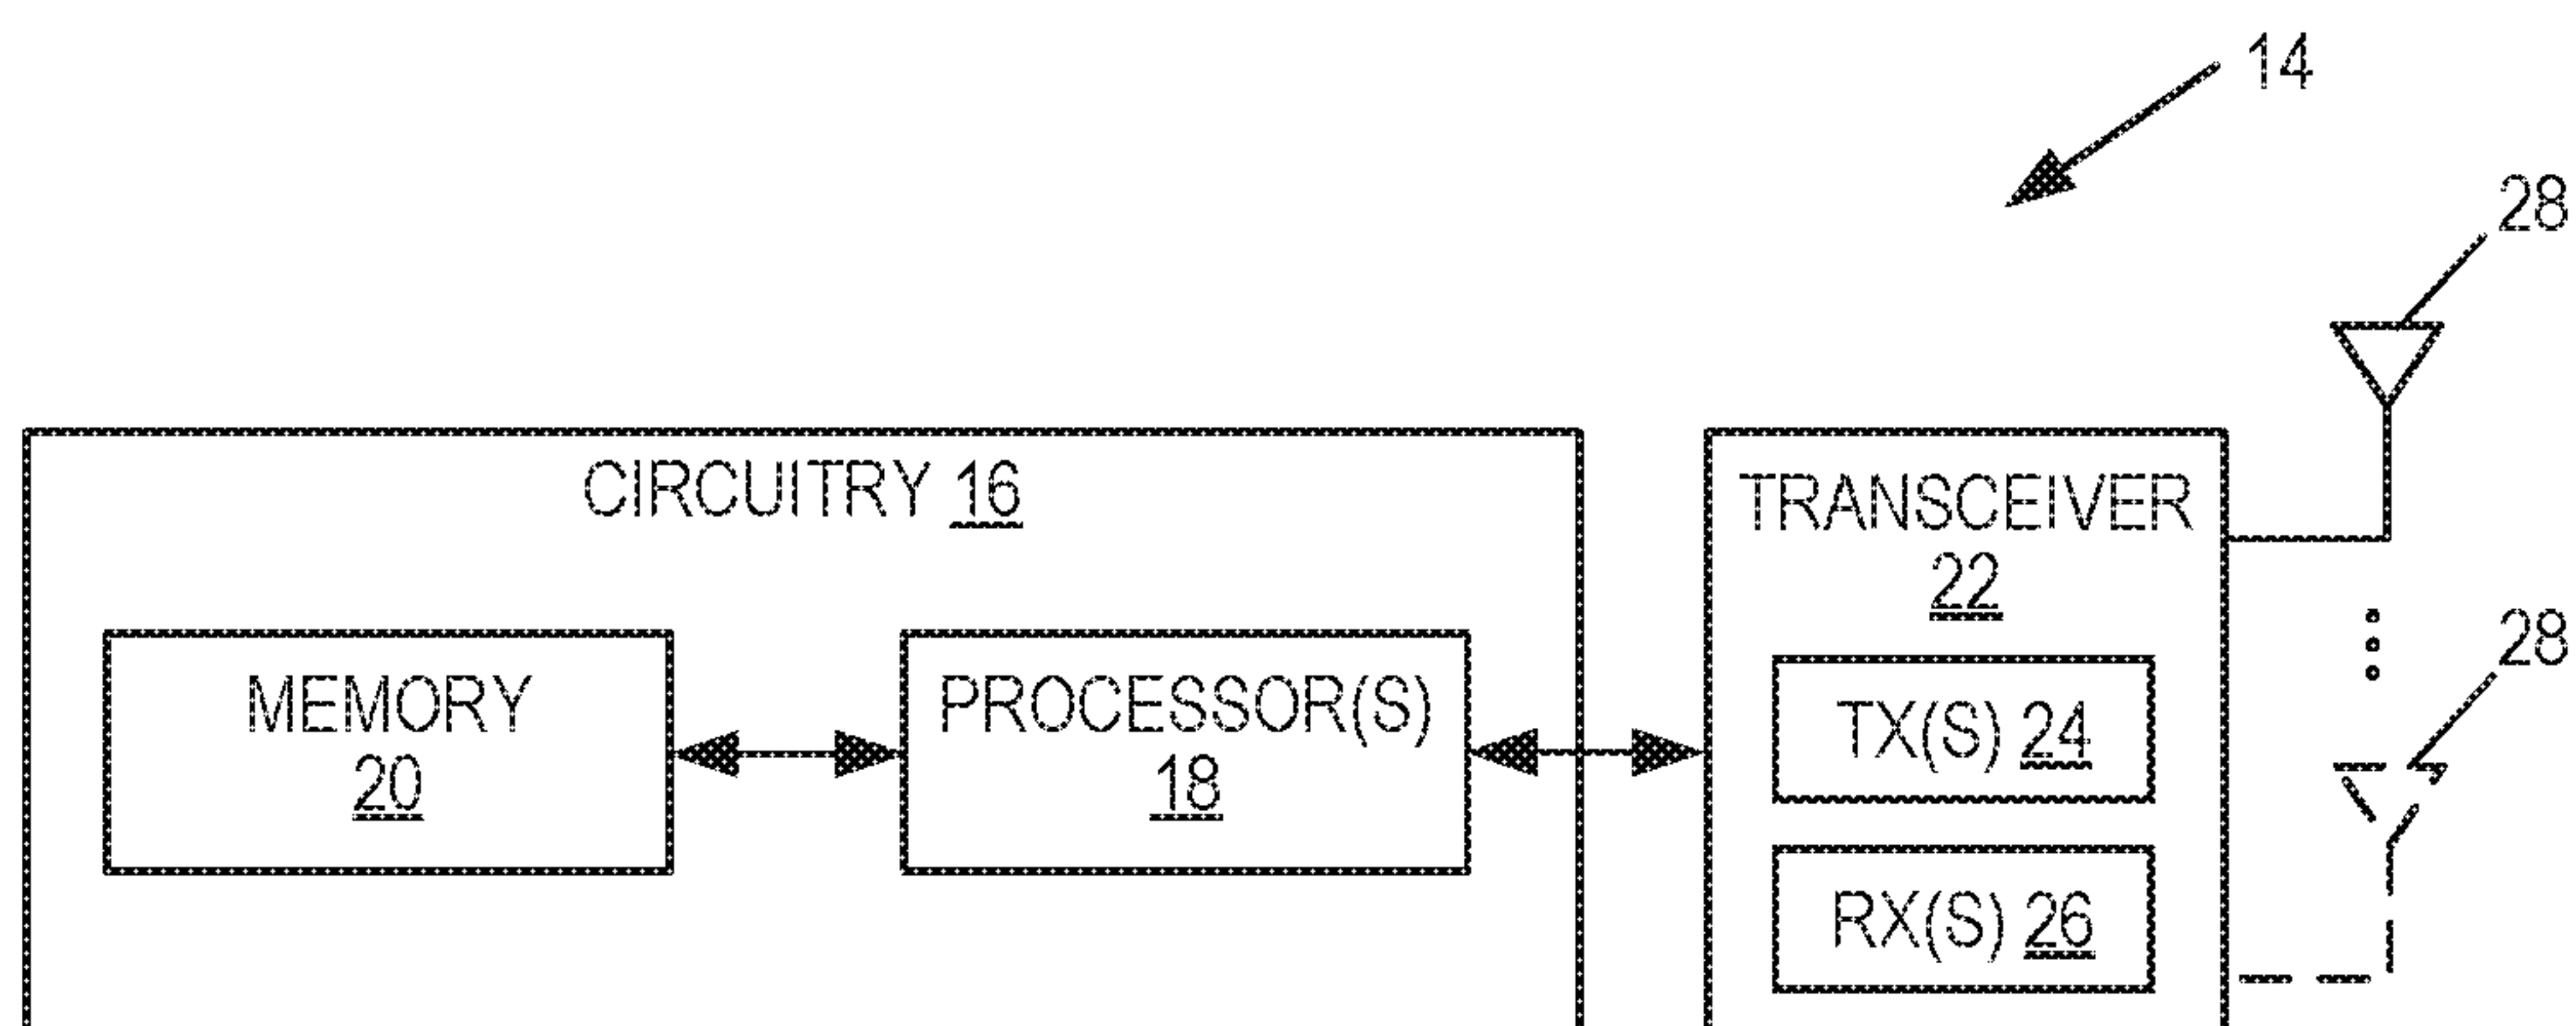 14
28
CIRCUITRY 16
TRANSCEIVER
22
28
MEMORY
20
PROCESSOR(S)
18
TX(S) 24
RX(S) 26